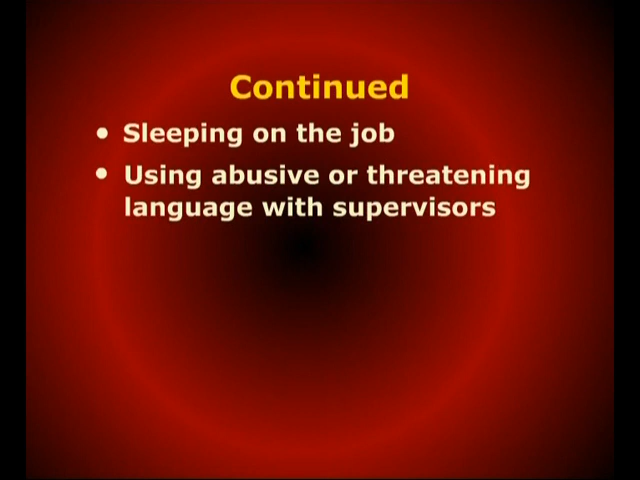 Continued
• Sleeping on the job
• Using abusive or threatening
language with supervisors